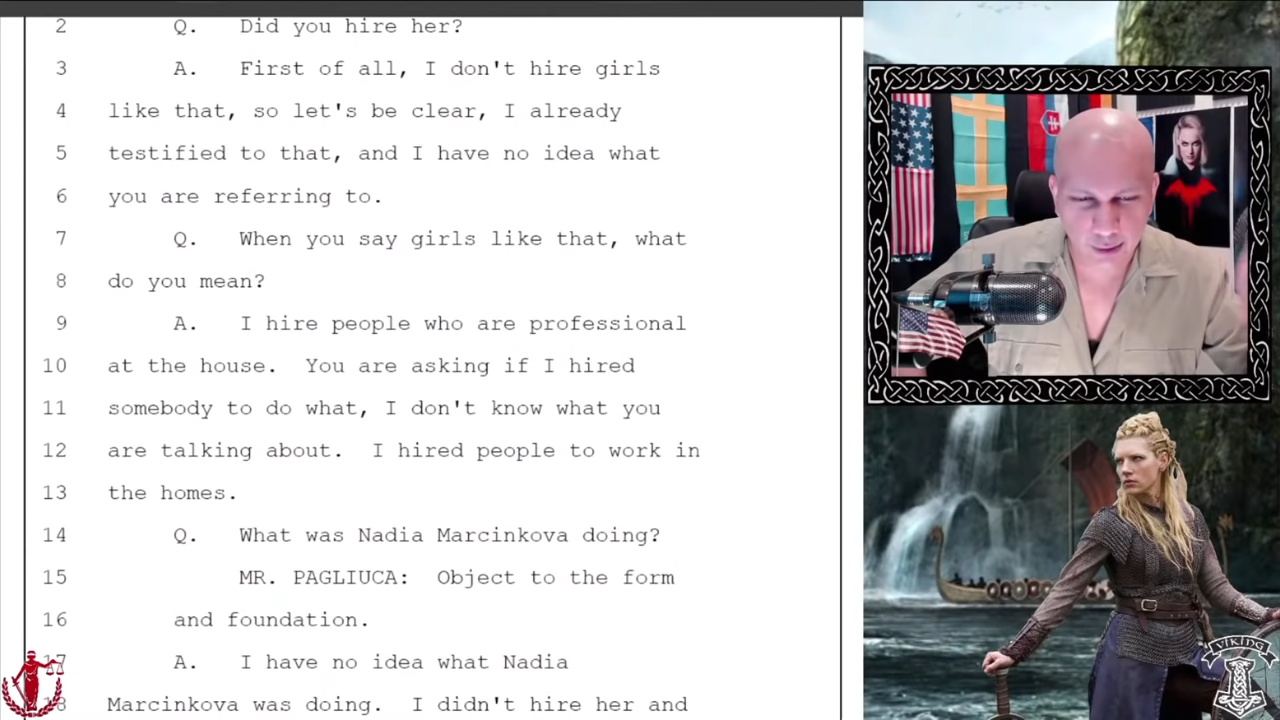 2 Q. Did you hire her?
3 A. First of all, I don't hire girls
4 like that, so let's be clear, I already
5 testified to that, and I have no idea what
6 you are referring to.
7 Q. When you say girls like that, what
8 do you mean?
9 A. I hire people who are professional
10 at the house. You are asking if I hired
11 somebody to do what, I don't know what you
12 are talking about. I hired people to work in
13 the homes.
14 Q. What was Nadia Marcinkova doing?
15 MR. PAGLIUCA: Object to the form
16 and foundation.
17 A. I have no idea what Nadia
18 Marcinkova was doing. I didn't hire her and
VIKING